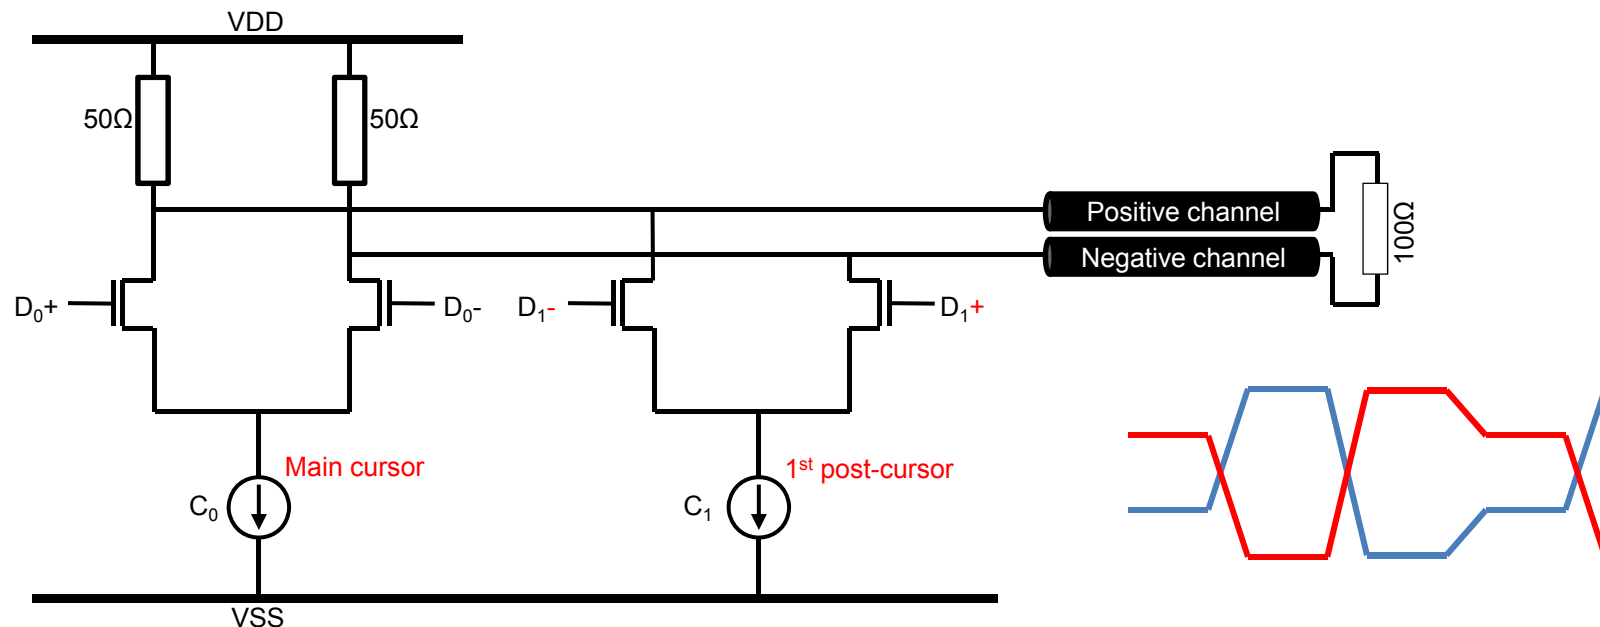 VDD
50Ω
50Ω
Positive channel
Negative channel
100Ω
D₀+
D₀-
D₁-
D₁+
Main cursor
1ˢᵗ post-cursor
C₀
C₁
VSS